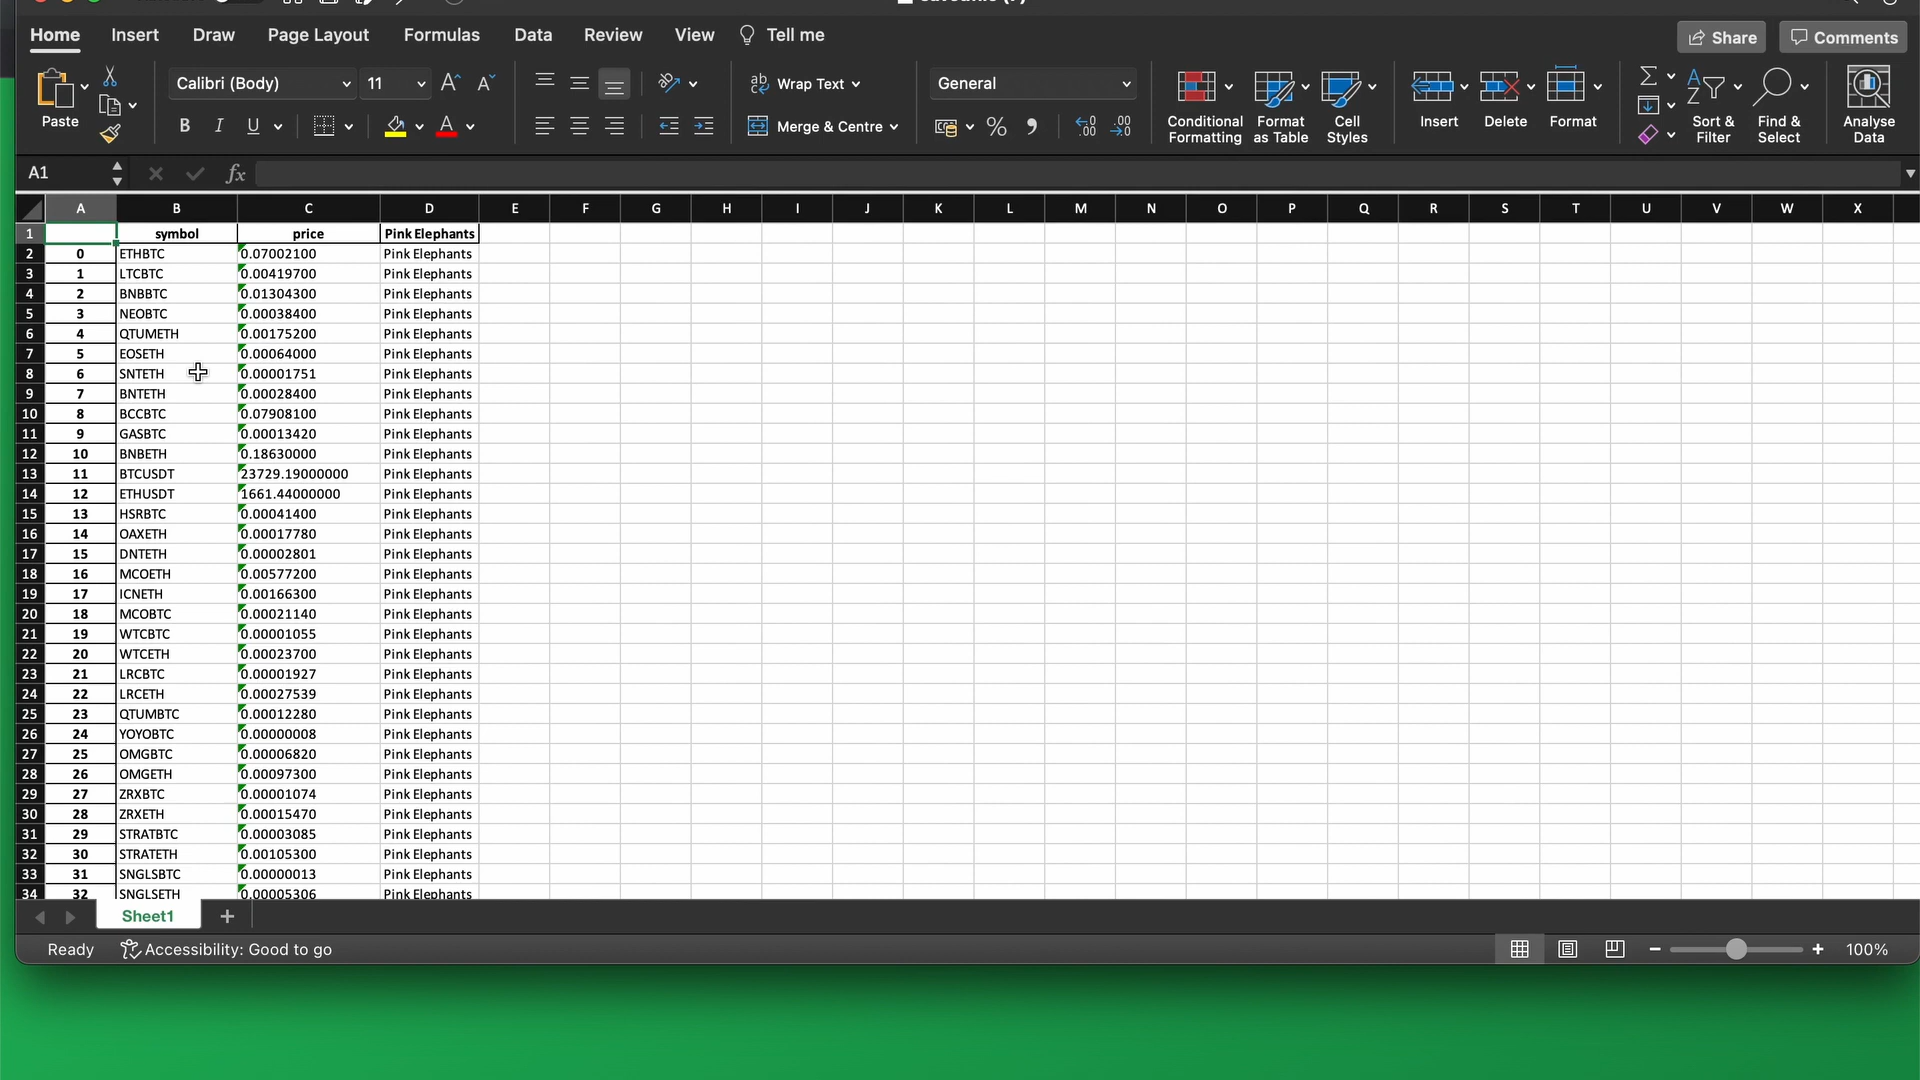 Home Insert Draw Page Layout Formulas Data Review View Tell me Share Comments
Paste Calibri (Body) 11 Wrap Text General
B I U Merge & Centre % Conditional Formatting Format as Table Cell Styles Insert Delete Format Sort & Filter Find & Select Analyse Data
A1 fx
A B C D E F G H I J K L M N O P Q R S T U V W X
1 symbol price Pink Elephants
2 0 ETHBTC 0.07002100 Pink Elephants
3 1 LTCBTC 0.00419700 Pink Elephants
4 2 BNBBTC 0.01304300 Pink Elephants
5 3 NEOBTC 0.00038400 Pink Elephants
6 4 QTUMETH 0.00175200 Pink Elephants
7 5 EOSETH 0.00064000 Pink Elephants
8 6 SNTETH 0.00001751 Pink Elephants
9 7 BNTETH 0.00028400 Pink Elephants
10 8 BCCBTC 0.07908100 Pink Elephants
11 9 GASBTC 0.00013420 Pink Elephants
12 10 BNBETH 0.18630000 Pink Elephants
13 11 BTCUSDT 23729.19000000 Pink Elephants
14 12 ETHUSDT 1661.44000000 Pink Elephants
15 13 HSRBTC 0.00041400 Pink Elephants
16 14 OAXETH 0.00017780 Pink Elephants
17 15 DNTETH 0.00002801 Pink Elephants
18 16 MCOETH 0.00577200 Pink Elephants
19 17 ICNETH 0.00166300 Pink Elephants
20 18 MCOBTC 0.00021140 Pink Elephants
21 19 WTCBTC 0.00001055 Pink Elephants
22 20 WTCETH 0.00023700 Pink Elephants
23 21 LRCBTC 0.00001927 Pink Elephants
24 22 LRCETH 0.00027539 Pink Elephants
25 23 QTUMBTC 0.00012280 Pink Elephants
26 24 YOYOBTC 0.00000008 Pink Elephants
27 25 OMGBTC 0.00006820 Pink Elephants
28 26 OMGETH 0.00097300 Pink Elephants
29 27 ZRXBTC 0.00001074 Pink Elephants
30 28 ZRXETH 0.00015470 Pink Elephants
31 29 STRATBTC 0.00003085 Pink Elephants
32 30 STRATETH 0.00105300 Pink Elephants
33 31 SNGLSBTC 0.00000013 Pink Elephants
34 32 SNGLSETH 0.00005306 Pink Elephants
Sheet1
Ready Accessibility: Good to go 100%